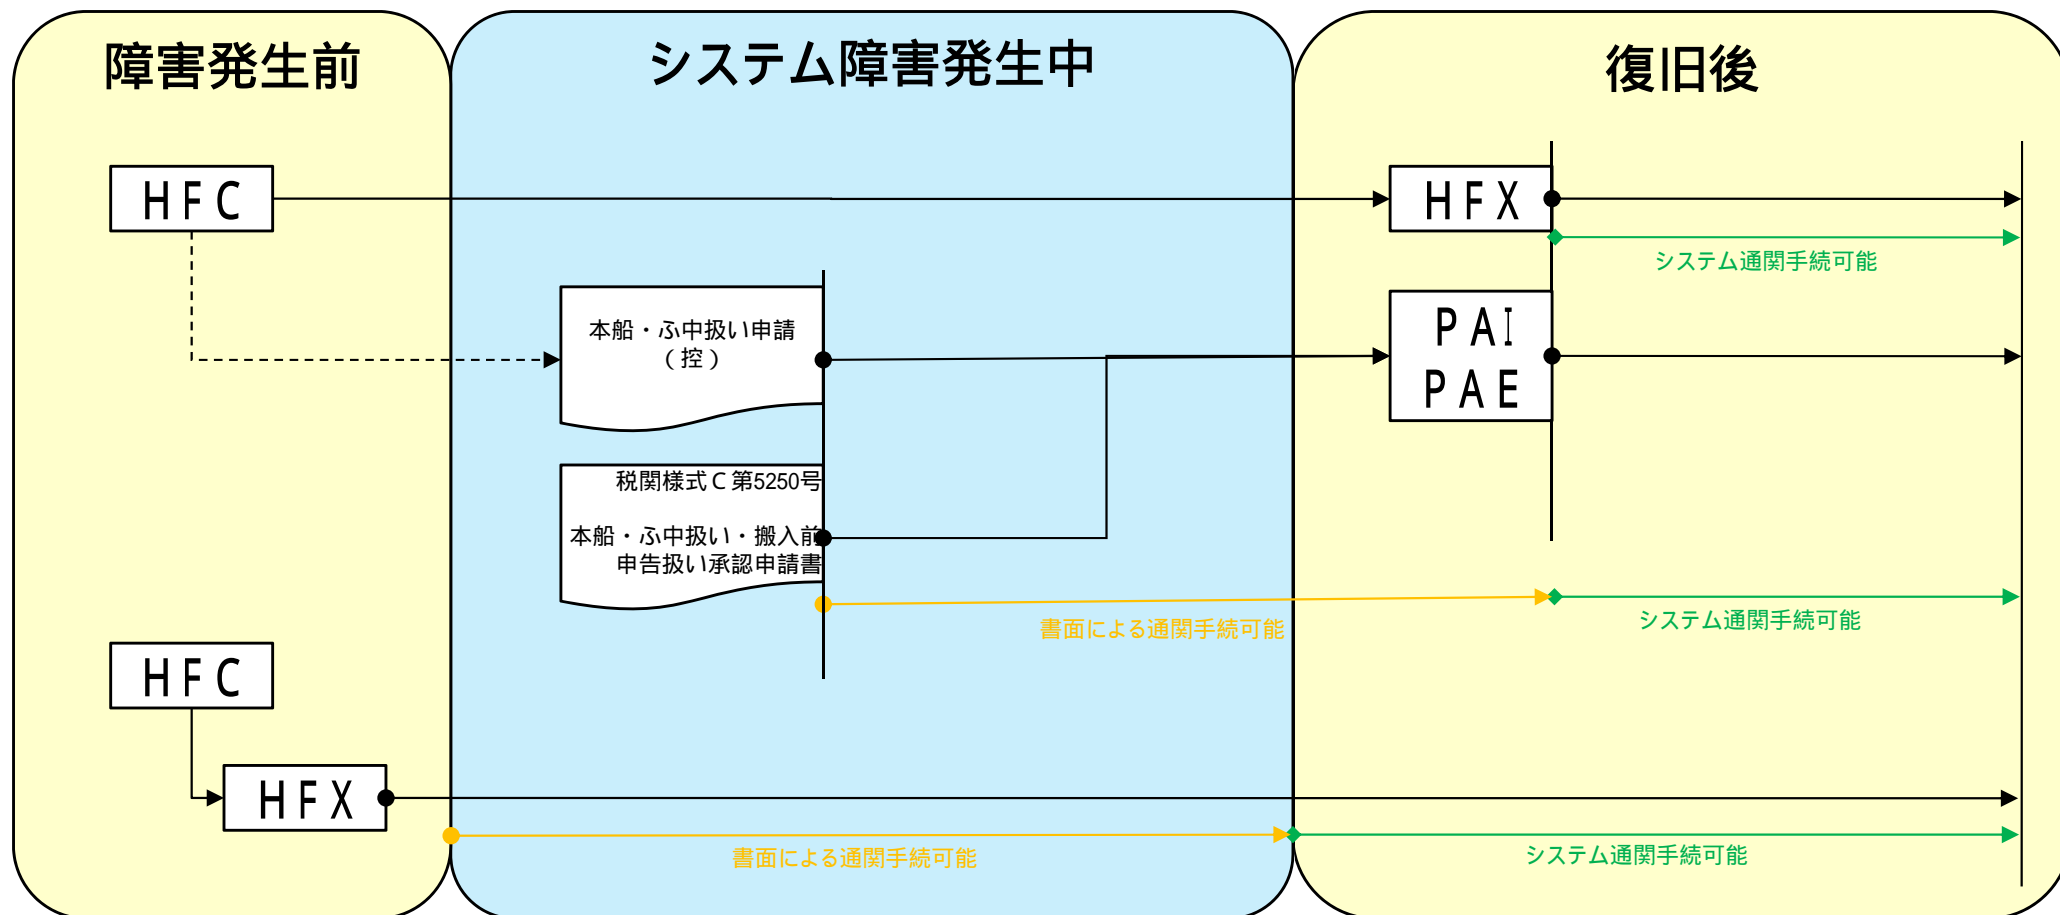 障害発生前
システム障害発生中
復旧後
ＨＦＣ
ＨＦＸ
システム通関手続可能
本船・ふ中扱い申請
（控）
ＰＡＩ
ＰＡＥ
税関様式Ｃ第5250号
本船・ふ中扱い・搬入前
申告扱い承認申請書
書面による通関手続可能
システム通関手続可能
ＨＦＣ
ＨＦＸ
書面による通関手続可能
システム通関手続可能